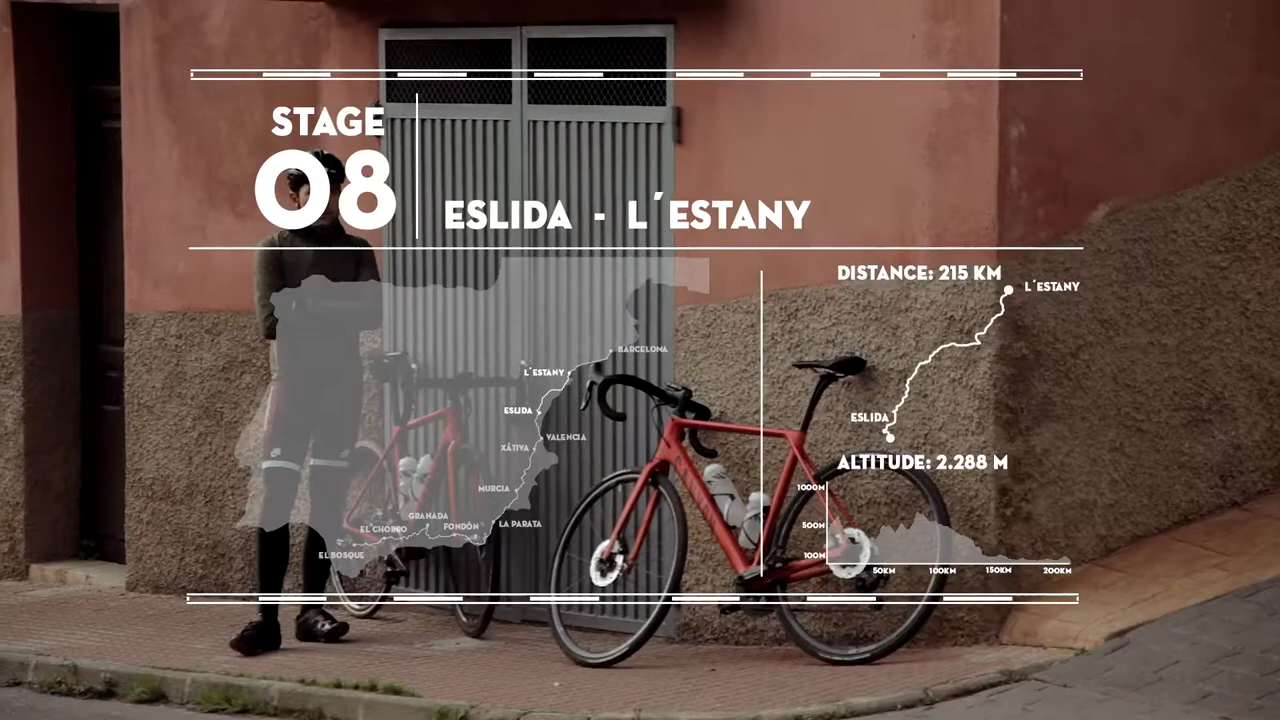 STAGE
08
ESLIDA - L´ESTANY
DISTANCE: 215 KM
L´ESTANY
ESLIDA
ALTITUDE: 2.288 M
1000M
500M
100M
50KM
100KM
150KM
200KM
BARCELONA
L´ESTANY
ESLIDA
VALENCIA
XÁTIVA
MURCIA
LA PARATA
GRANADA
FONDÓN
EL CHORRO
EL BOSQUE